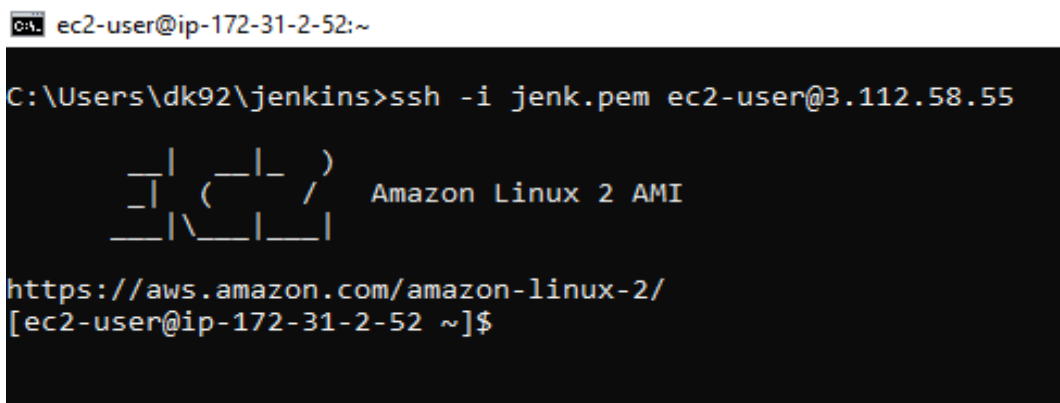 ec2-user@ip-172-31-2-52:~
C:\Users\dk92\jenkins>ssh -i jenk.pem ec2-user@3.112.58.55
       __|  __|_  )
       _|  (     /   Amazon Linux 2 AMI
      ___|\___|___|
https://aws.amazon.com/amazon-linux-2/
[ec2-user@ip-172-31-2-52 ~]$